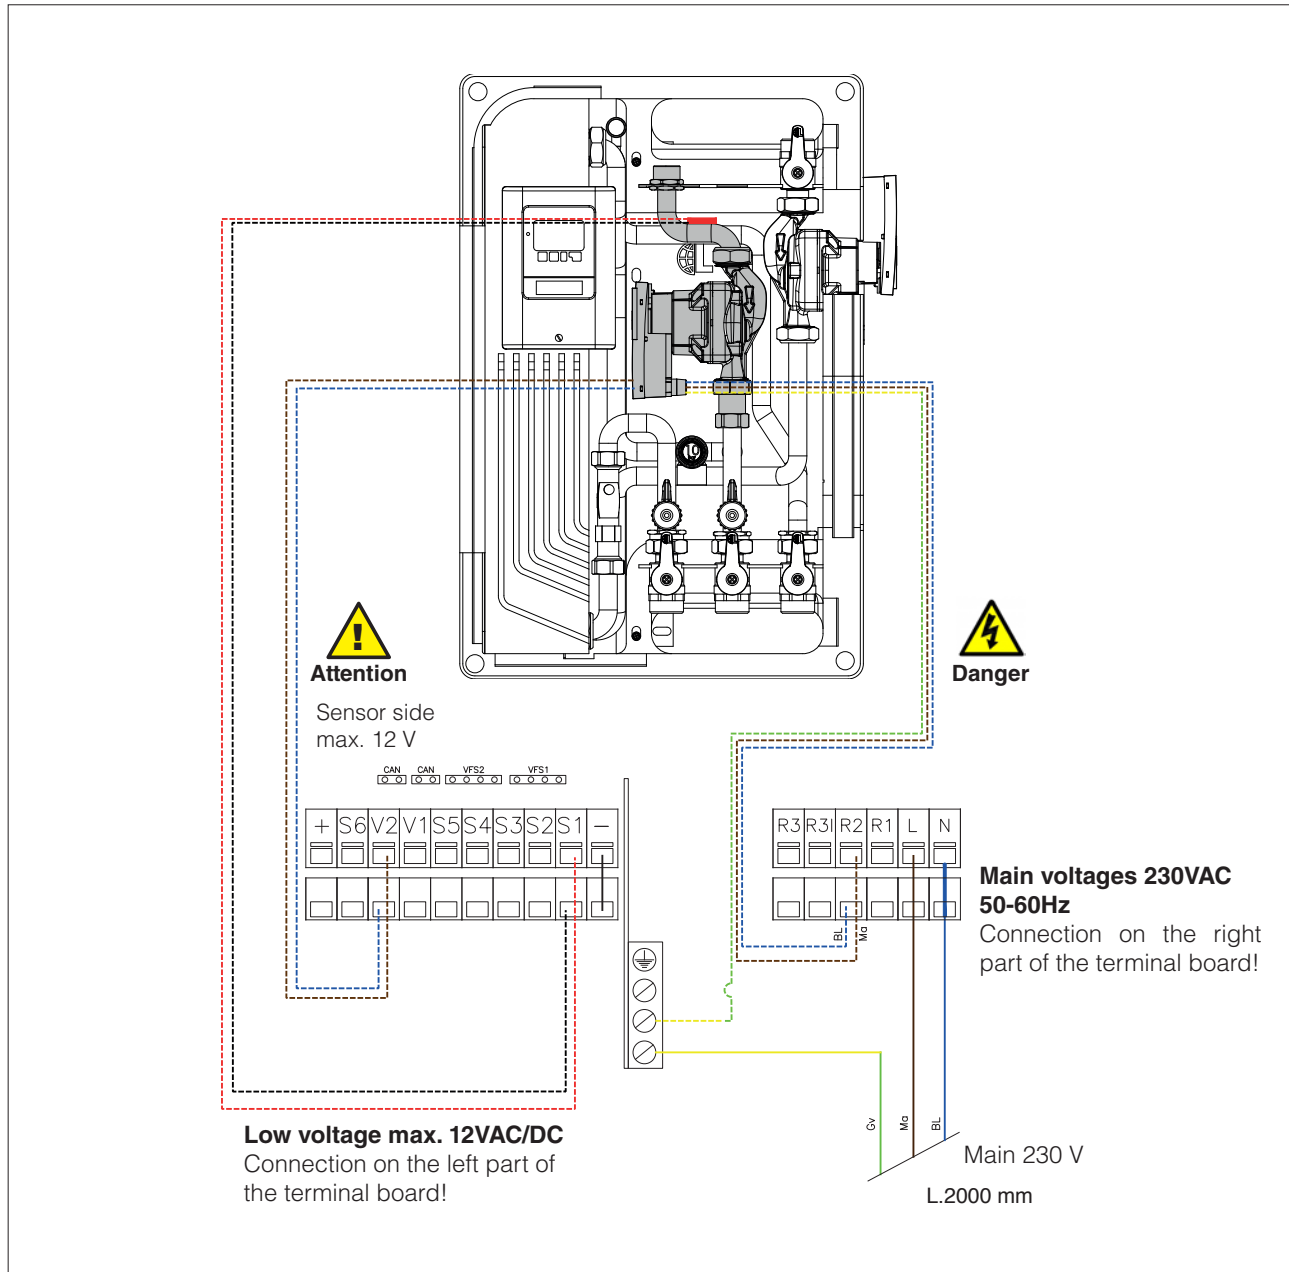 10
Attention
Danger
Sensor side
max. 12 V
CAN CAN VFS2 VFS1
+ S6 V2 V1 S5 S4 S3 S2 S1 −
R3 R3I R2 R1 L N
Main voltages 230VAC
50-60Hz
Connection on the right
part of the terminal board!
BL Ma
Gv Ma BL
Low voltage max. 12VAC/DC
Connection on the left part of
the terminal board!
Main 230 V
L.2000 mm